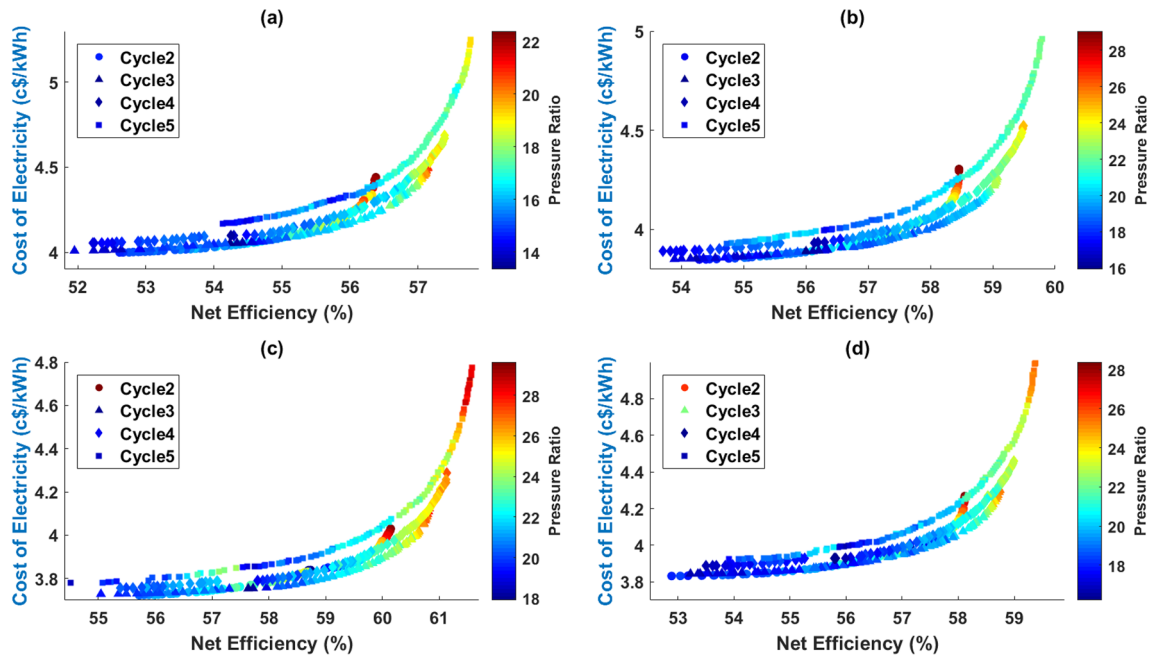 (a)
Cost of Electricity (c$/kWh)
5
4.5
4
Cycle2
Cycle3
Cycle4
Cycle5
52 53 54 55 56 57
Net Efficiency (%)
22
20
18
16
14
Pressure Ratio
(b)
Cost of Electricity (c$/kWh)
5
4.5
4
Cycle2
Cycle3
Cycle4
Cycle5
54 55 56 57 58 59 60
Net Efficiency (%)
28
26
24
22
20
18
16
Pressure Ratio
(c)
Cost of Electricity (c$/kWh)
4.8
4.6
4.4
4.2
4
3.8
Cycle2
Cycle3
Cycle4
Cycle5
55 56 57 58 59 60 61
Net Efficiency (%)
28
26
24
22
20
18
Pressure Ratio
(d)
Cost of Electricity (c$/kWh)
4.8
4.6
4.4
4.2
4
3.8
Cycle2
Cycle3
Cycle4
Cycle5
53 54 55 56 57 58 59
Net Efficiency (%)
28
26
24
22
20
18
Pressure Ratio